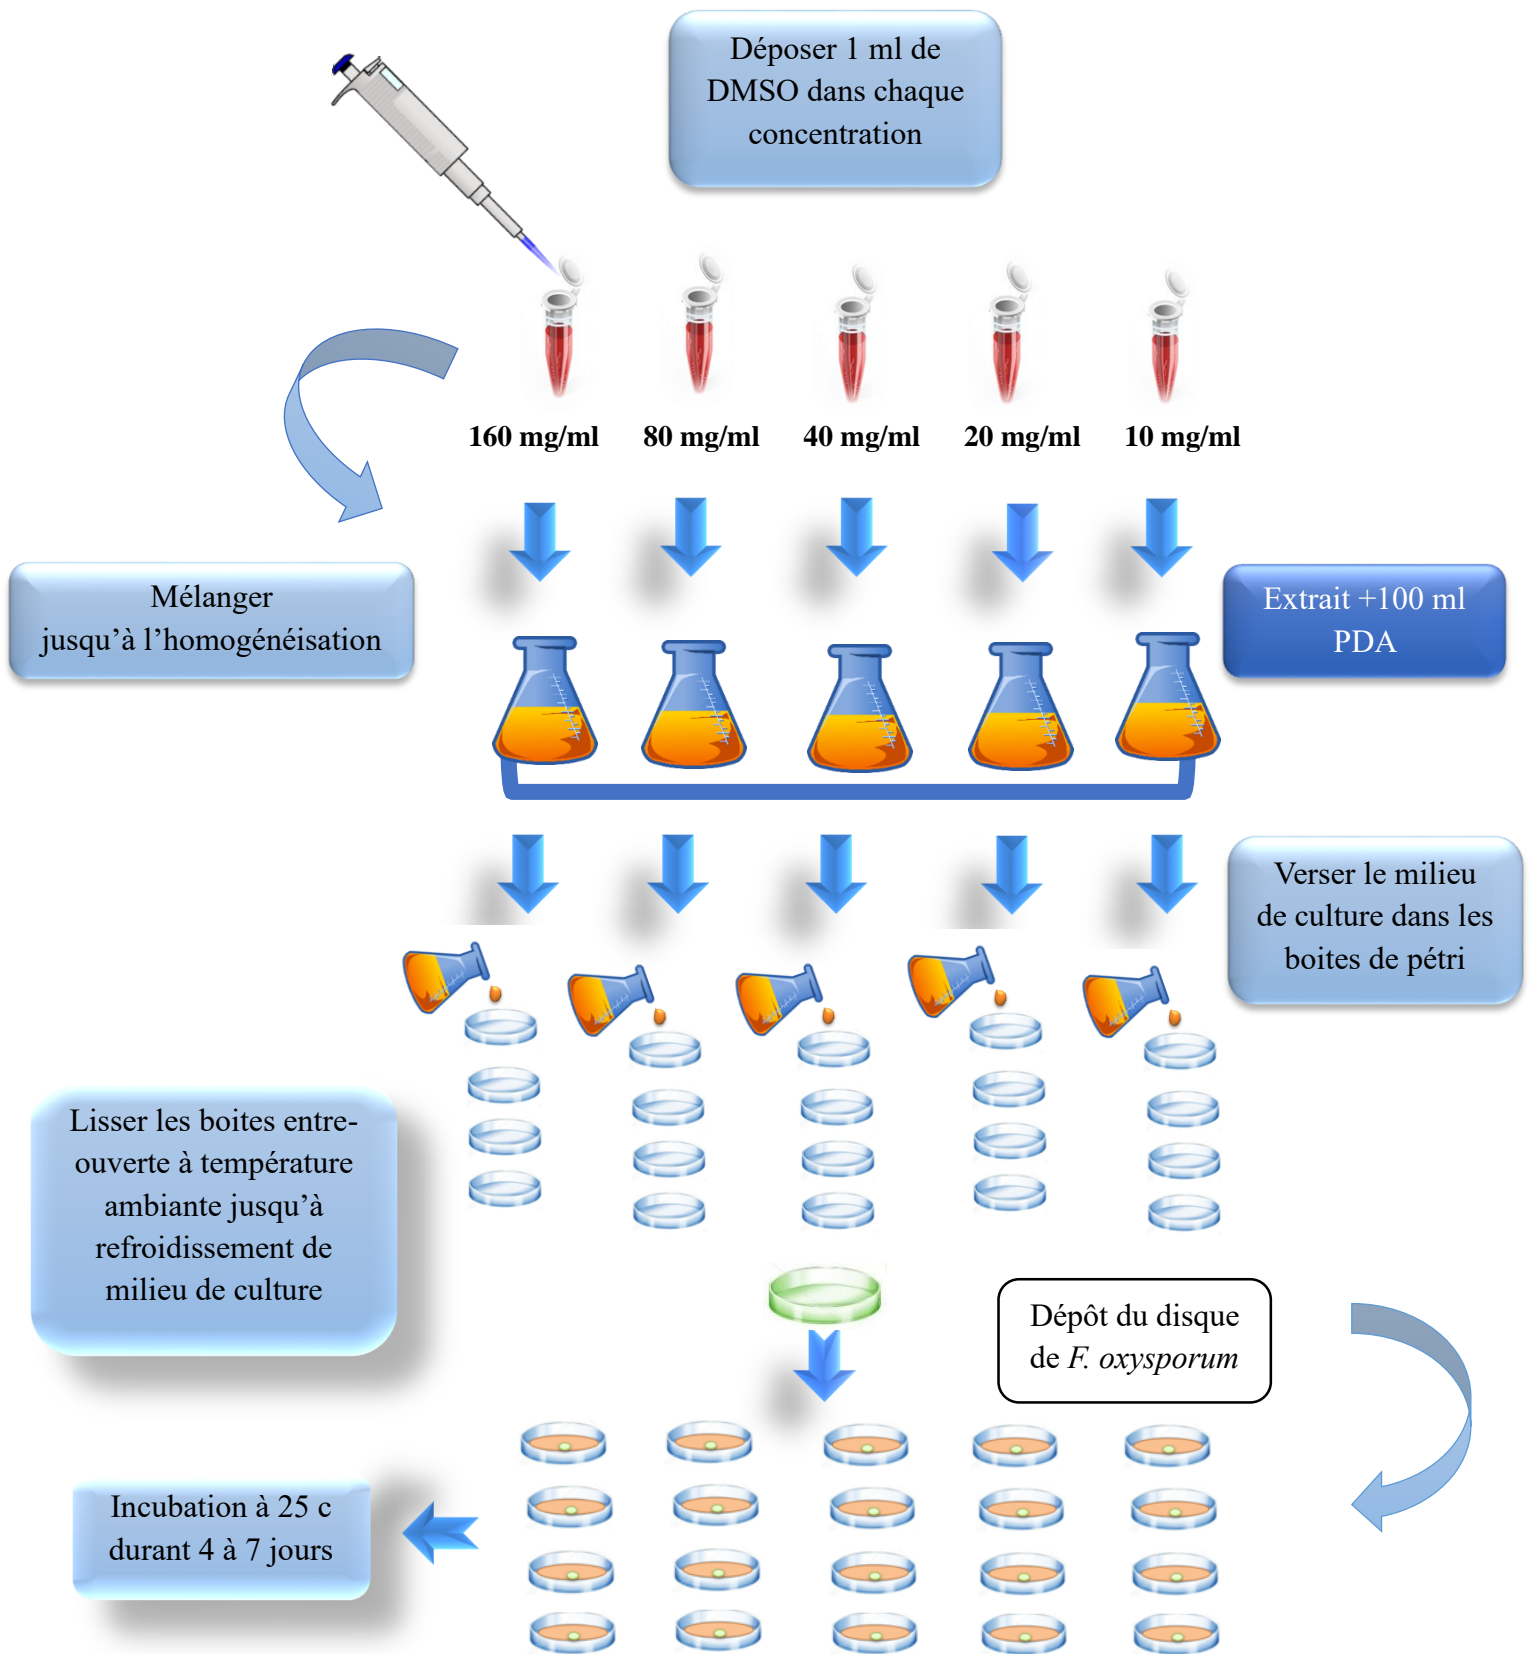 Déposer 1 ml de
DMSO dans chaque
concentration
160 mg/ml
80 mg/ml
40 mg/ml
20 mg/ml
10 mg/ml
Mélanger
jusqu’à l’homogénéisation
Extrait +100 ml
PDA
Verser le milieu
de culture dans les
boites de pétri
Lisser les boites entre-
ouverte à température
ambiante jusqu’à
refroidissement de
milieu de culture
Dépôt du disque
de F. oxysporum
Incubation à 25 c
durant 4 à 7 jours